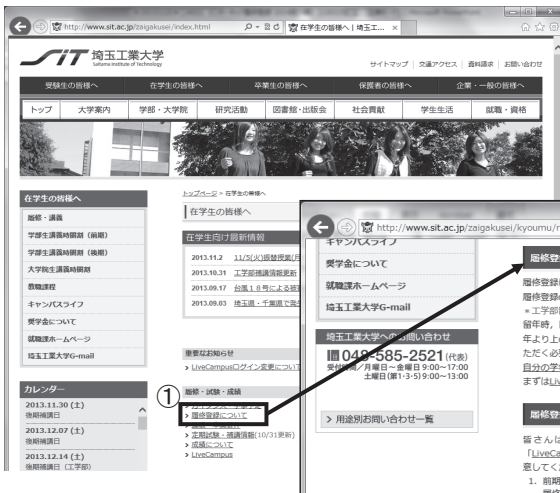 http://www.sit.ac.jp/zaigakusei/index.html
在学生の皆様へ | 埼玉工...
SIT 埼玉工業大学
Saitama Institute of Technology
サイトマップ | 交通アクセス | 資料請求 | お問い合わせ
受験生の皆様へ 在学生の皆様へ 卒業生の皆様へ 保護者の皆様へ 企業・一般の皆様へ
トップ 大学案内 学部・大学院 研究活動 図書館・出版会 社会貢献 学生生活 就職・資格
在学生の皆様へ
履修・講義
学部生講義時間割(前期)
学部生講義時間割(後期)
大学院生講義時間割
教職課程
キャンパスライフ
奨学金について
就職課ホームページ
埼玉工業大学G-mail
カレンダー
2013.11.30 (土)
後期補講日
2013.12.07 (土)
後期補講日
2013.12.14 (土)
後期補講日(工学部)
トップページ > 在学生の皆様へ
在学生の皆様へ
在学生向け最新情報
2013.11.2 11/5(火)振替授業(月
2013.10.31 工学部補講情報更新
2013.09.17 台風18号による被
2013.09.03 埼玉県・千葉県で発生
重要なお知らせ
> LiveCampusログイン変更につい
履修・試験・成績
①
> 履修登録について
> 定期試験・補講情報(10/31更新)
> 成績について
> LiveCampus
http://www.sit.ac.jp/zaigakusei/kyoumu/r
キャンパスライフ
奨学金について
就職課ホームページ
埼玉工業大学G-mail
埼玉工業大学へのお問い合わせ
048-585-2521 (代表)
受付時間/月曜日~金曜日 9:00~17:00
土曜日(第1・3・5) 9:00~13:00
> 用途別お問い合わせ一覧
履修登
履修登録
履修登録の
*工学部
留年時,
年より上の
ただく必
自分の学
まずはLiv
履修登
皆さんは
「LiveCa
意してく
1. 前期